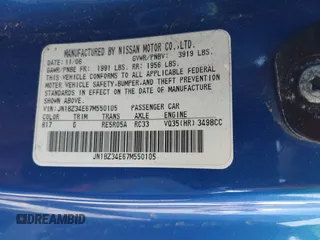 MANUFACTURED BY NISSAN MOTOR CO.,LTD.
DATE: 11/06 GVWR/PNBV: 3919 LBS.
GAWR/PNBE FR: 1991 LBS. RR: 1956 LBS.
THIS VEHICLE CONFORMS TO ALL APPLICABLE FEDERAL
MOTOR VEHICLE SAFETY, BUMPER, AND THEFT PREVENTION
STANDARDS IN EFFECT ON THE DATE OF
MANUFACTURE SHOWN ABOVE.
VIN: JN1BZ34E67M550105 PASSENGER CAR
COLOR TRIM TRANS AXLE ENGINE
B17 G RE5R05A RC33 VQ35(HR) 3498CC
JN1BZ34E67M550105
DREAMBID